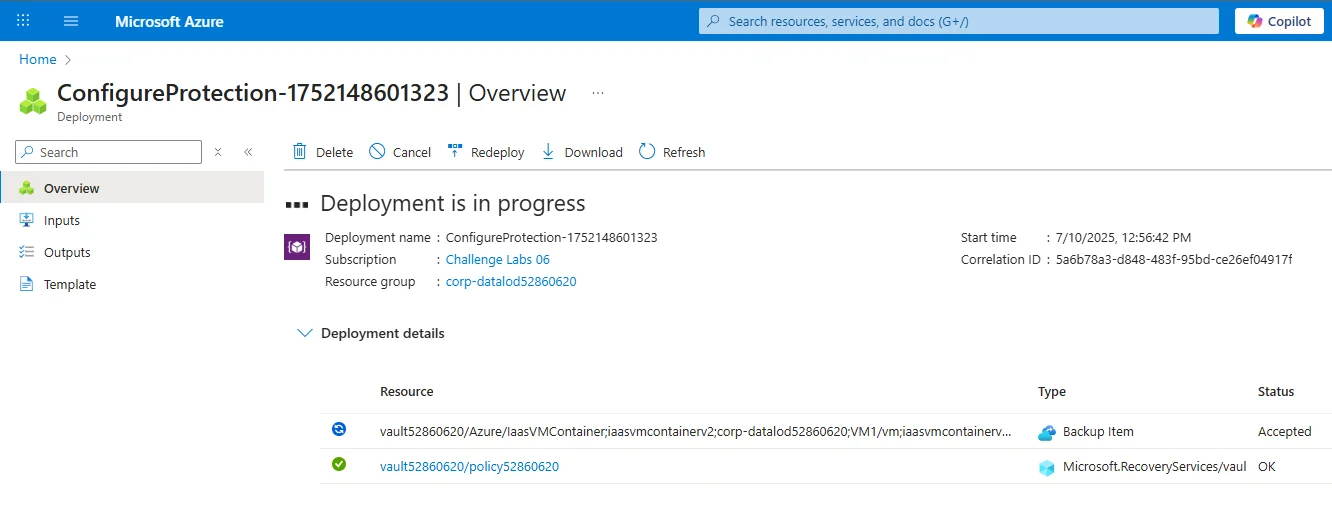 Microsoft Azure
Search resources, services, and docs (G+/)
Copilot
Home
ConfigureProtection-1752148601323 | Overview ...
Deployment
Search
Delete Cancel Redeploy Download Refresh
Overview
Inputs
Outputs
Template
Deployment is in progress
Deployment name : ConfigureProtection-1752148601323
Subscription : Challenge Labs 06
Resource group : corp-datalod52860620
Start time : 7/10/2025, 12:56:42 PM
Correlation ID : 5a6b78a3-d848-483f-95bd-ce26ef04917f
Deployment details
Resource Type Status
vault52860620/Azure/IaasVMContainer;iaasvmcontainerv2;corp-datalod52860620;VM1/vm;iaasvmcontainerv... Backup Item Accepted
vault52860620/policy52860620 Microsoft.RecoveryServices/vaul OK